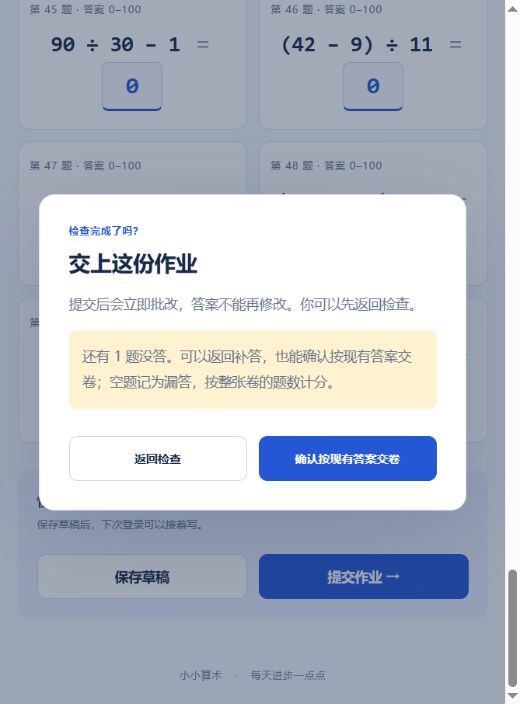 第 45 题 · 答案 0–100
第 46 题 · 答案 0–100
90 ÷ 30 – 1 =
(42 – 9) ÷ 11 =
0
0
第 47 题 · 答案 0–100
第 48 题 · 答案 0–100
检查完成了吗?
交上这份作业
提交后会立即批改，答案不能再修改。你可以先返回检查。
还有 1 题没答。可以返回补答，也能确认按现有答案交
卷；空题记为漏答，按整张卷的题数计分。
返回检查
确认按现有答案交卷
保存草稿后，下次登录可以接着写。
保存草稿
提交作业 →
小小算术 · 每天进步一点点